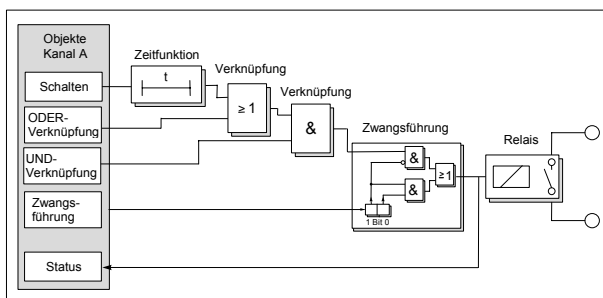 Objekte
Kanal A
Schalten
ODER-
Verknüpfung
UND-
Verknüpfung
Zwangs-
führung
Status
Zeitfunktion
t
Verknüpfung
≥ 1
Verknüpfung
&
Zwangsführung
&
&
≥1
1 Bit 0
Relais